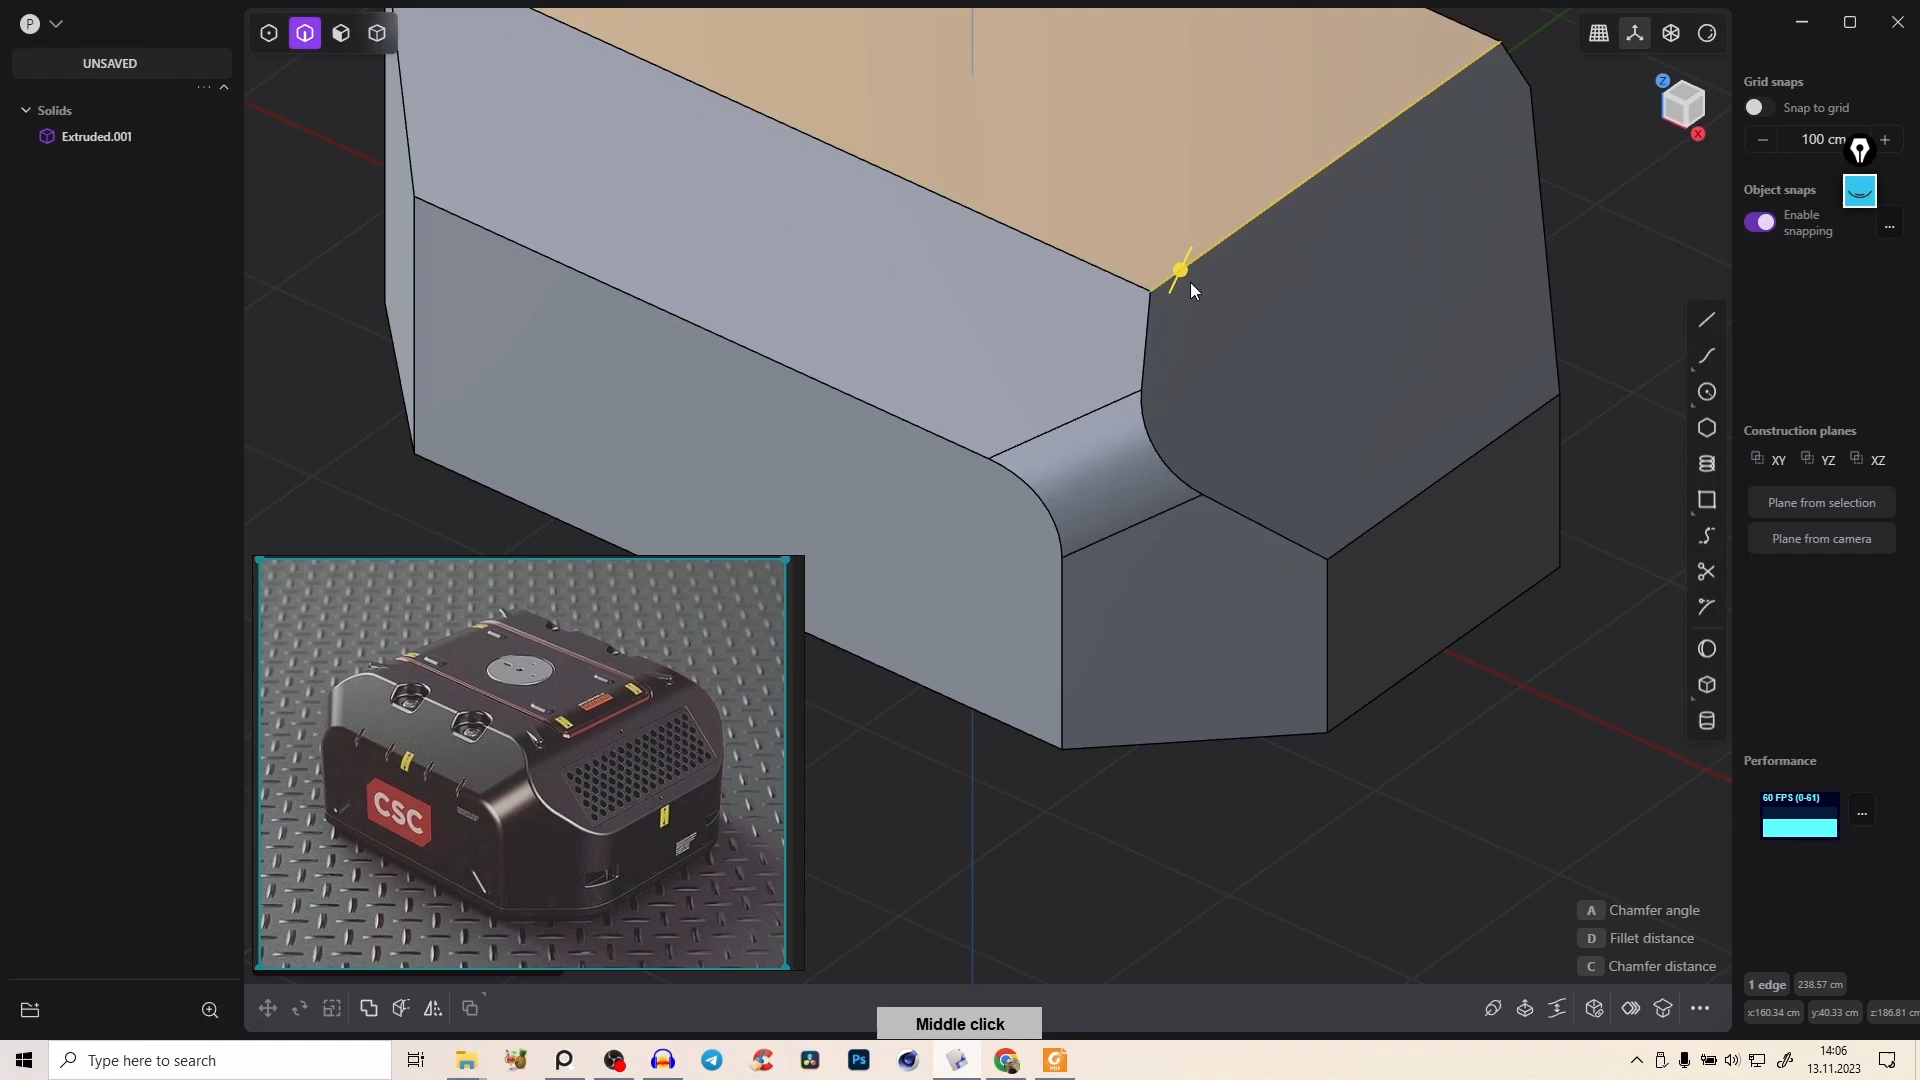 P
UNSAVED
...
Solids
Extruded.001
Z
X
Grid snaps
Snap to grid
100 cm
Object snaps
Enable
snapping
...
Construction planes
XY
YZ
XZ
Plane from selection
Plane from camera
Performance
60 FPS (0-61)
...
CSC
A Chamfer angle
D Fillet distance
C Chamfer distance
1 edge
238.57 cm
x:160.34 cm
y:40.33 cm
z:186.81 cm
Middle click
Type here to search
Ps
PDF
14:06
13.11.2023